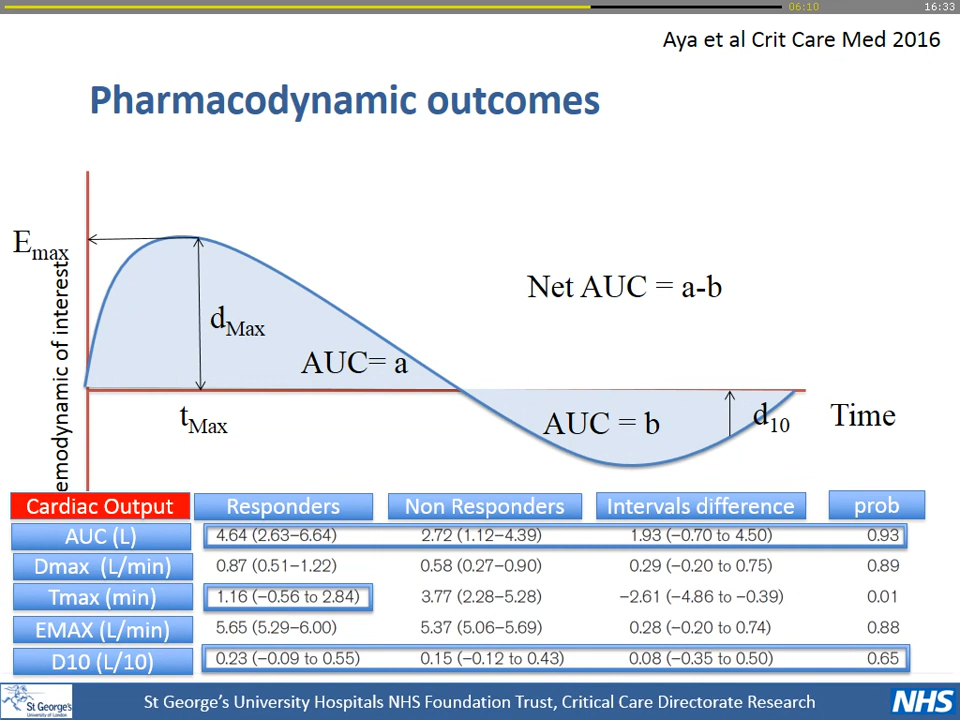 06:10
16:33
Aya et al Crit Care Med 2016
Pharmacodynamic outcomes
Emax
emodynamic of interest
dMax
Net AUC = a-b
AUC= a
tMax
AUC = b
d10
Time
Cardiac Output Responders Non Responders Intervals difference prob
AUC (L) 4.64 (2.63–6.64) 2.72 (1.12–4.39) 1.93 (−0.70 to 4.50) 0.93
Dmax (L/min) 0.87 (0.51–1.22) 0.58 (0.27–0.90) 0.29 (−0.20 to 0.75) 0.89
Tmax (min) 1.16 (−0.56 to 2.84) 3.77 (2.28–5.28) −2.61 (−4.86 to −0.39) 0.01
EMAX (L/min) 5.65 (5.29–6.00) 5.37 (5.06–5.69) 0.28 (−0.20 to 0.74) 0.88
D10 (L/10) 0.23 (−0.09 to 0.55) 0.15 (−0.12 to 0.43) 0.08 (−0.35 to 0.50) 0.65
St George's
University of London
St George's University Hospitals NHS Foundation Trust, Critical Care Directorate Research
NHS